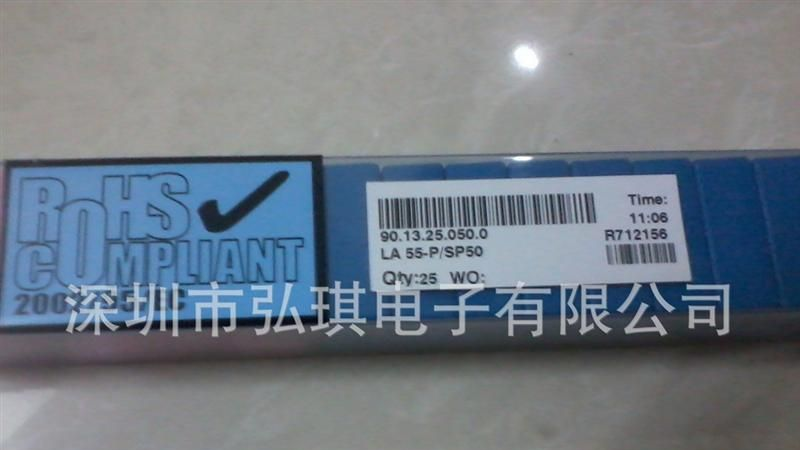 ROHS
COMPLIANT
深圳市弘琪电子有限公司
90.13.25.050.0
LA 55-P/SP50
Qty:25 WO:
Time:
11:06
R712156